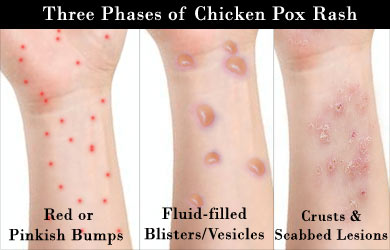 Three Phases of Chicken Pox Rash
Red or
Pinkish Bumps
Fluid-filled
Blisters/Vesicles
Crusts &
Scabbed Lesions